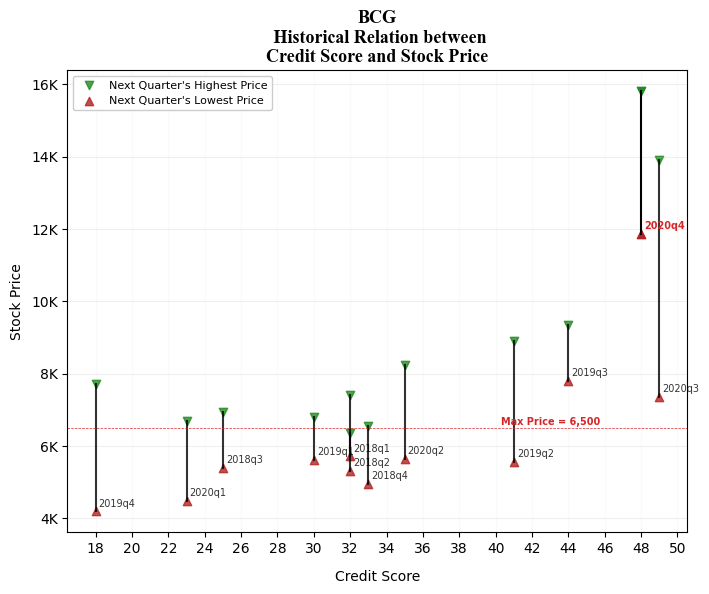 BCG
Historical Relation between
Credit Score and Stock Price
Next Quarter's Highest Price
Next Quarter's Lowest Price
Stock Price
16K
14K
12K
10K
8K
6K
4K
2020q4
2019q3
2020q3
Max Price = 6,500
2018q1
2019q
2020q2
2019q2
2018q2
2018q3
2018q4
2020q1
2019q4
18 20 22 24 26 28 30 32 34 36 38 40 42 44 46 48 50
Credit Score